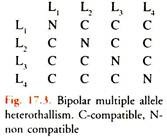 L₁ L₂ L₃ L₄
L₁ N C C C
L₂ C N C C
L₃ C C N C
L₄ C C C N
Fig. 17.3. Bipolar multiple allele
heterothallism. C-compatible, N-
non compatible